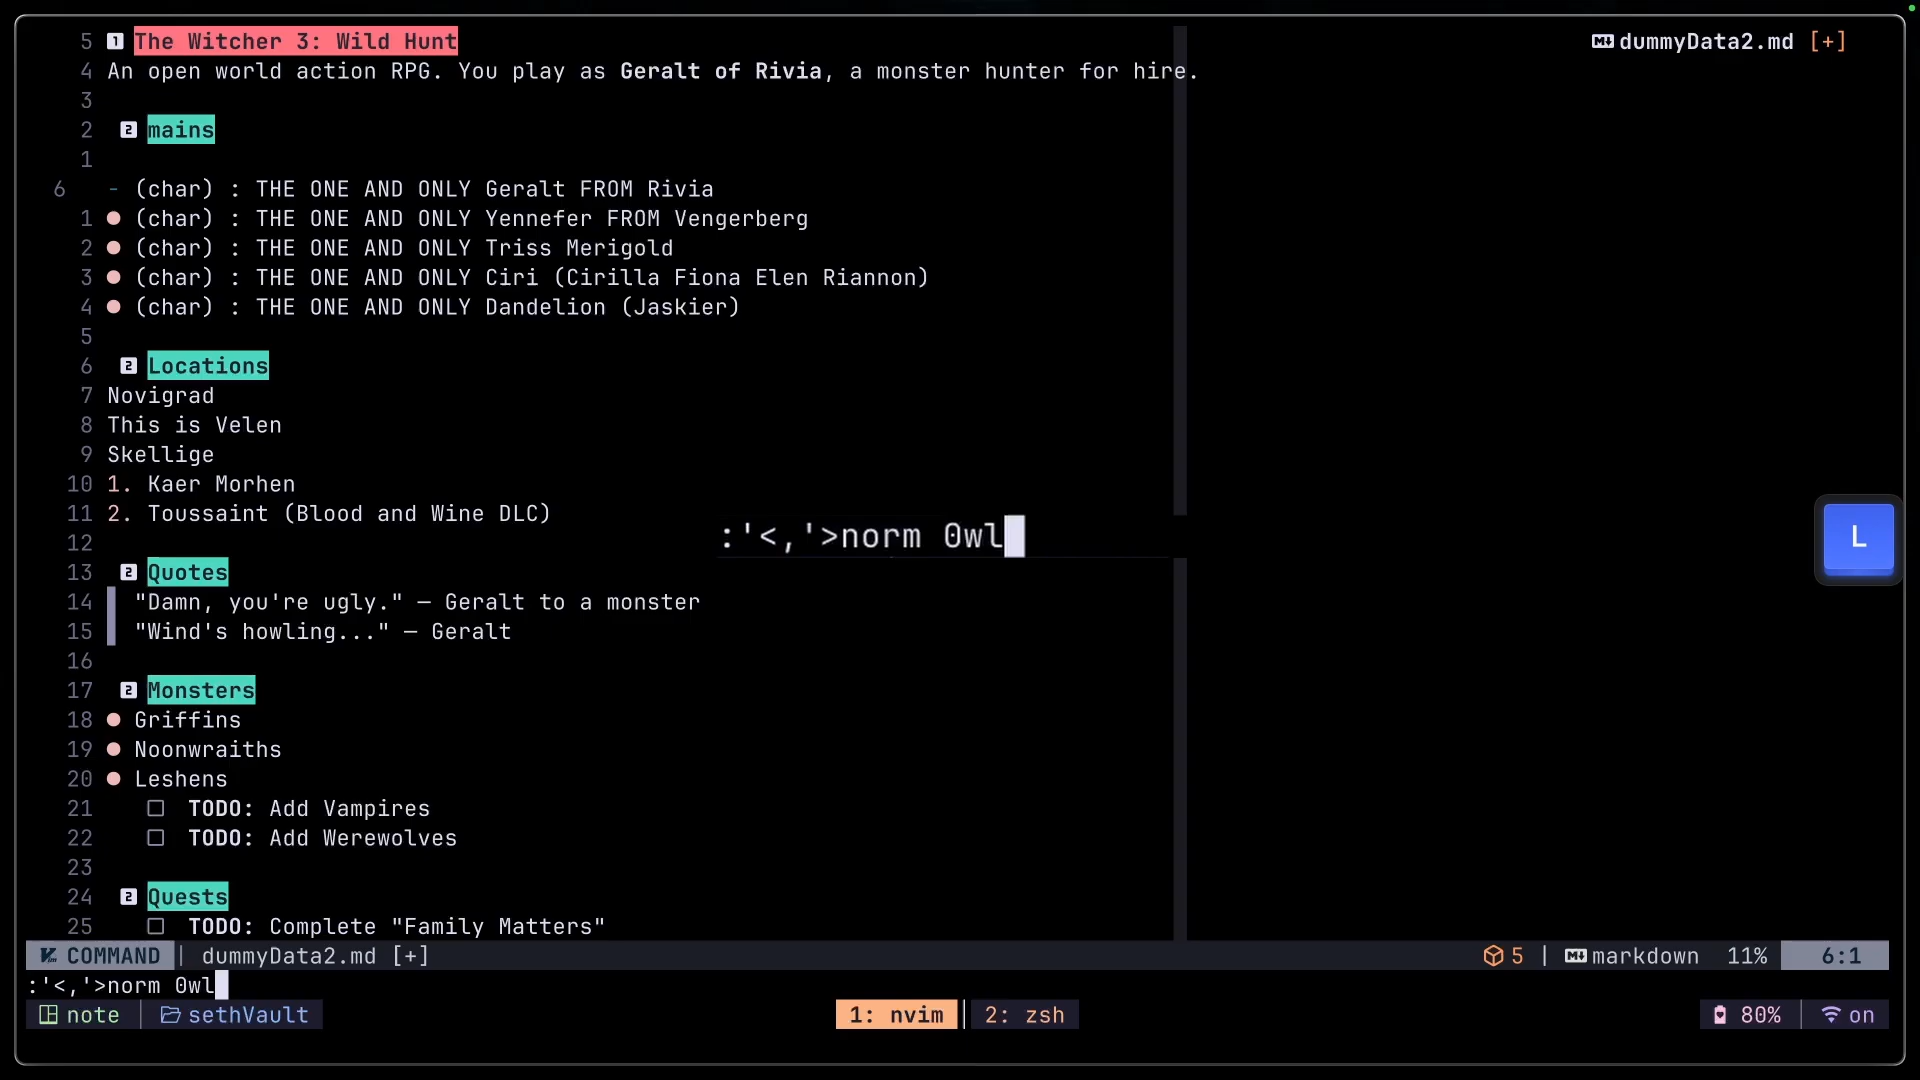 5 1 The Witcher 3: Wild Hunt
dummyData2.md [+]
4 An open world action RPG. You play as Geralt of Rivia, a monster hunter for hire.
3
2 2 mains
1
6 - (char) : THE ONE AND ONLY Geralt FROM Rivia
1 ● (char) : THE ONE AND ONLY Yennefer FROM Vengerberg
2 ● (char) : THE ONE AND ONLY Triss Merigold
3 ● (char) : THE ONE AND ONLY Ciri (Cirilla Fiona Elen Riannon)
4 ● (char) : THE ONE AND ONLY Dandelion (Jaskier)
5
6 2 Locations
7 Novigrad
8 This is Velen
9 Skellige
10 1. Kaer Morhen
11 2. Toussaint (Blood and Wine DLC)
:'<,'>norm 0wl
L
12
13 2 Quotes
14 "Damn, you're ugly." — Geralt to a monster
15 "Wind's howling..." — Geralt
16
17 2 Monsters
18 ● Griffins
19 ● Noonwraiths
20 ● Leshens
21 TODO: Add Vampires
22 TODO: Add Werewolves
23
24 2 Quests
25 TODO: Complete "Family Matters"
COMMAND | dummyData2.md [+] 5 | markdown 11% 6:1
:'<,'>norm 0wl
note | sethVault 1: nvim | 2: zsh 80% | on